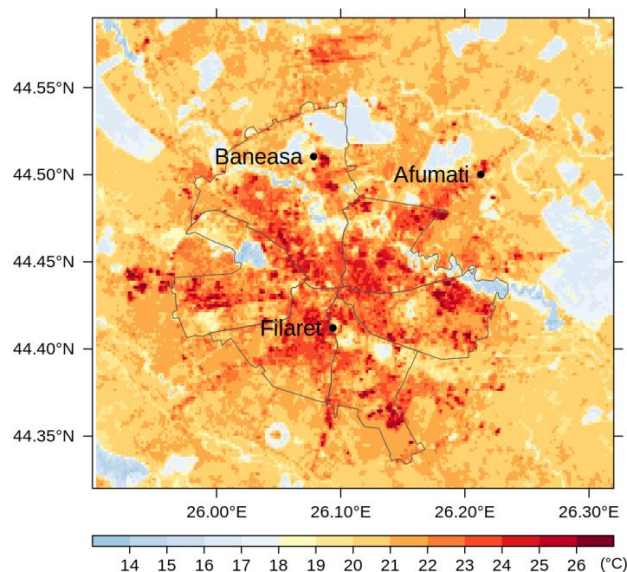 44.55°N
Baneasa
44.50°N
Afumati
44.45°N
Filaret
44.40°N
44.35°N
26.00°E 26.10°E 26.20°E 26.30°E
14 15 16 17 18 19 20 21 22 23 24 25 26 (°C)